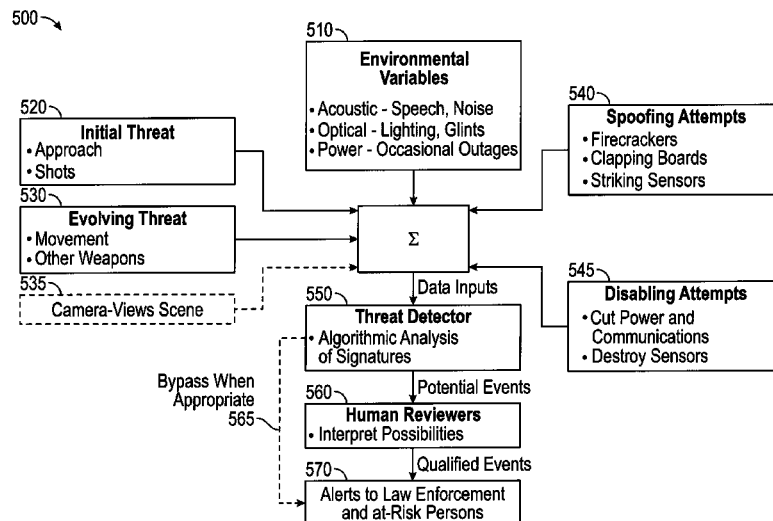 500
510
Environmental
Variables
• Acoustic - Speech, Noise
• Optical - Lighting, Glints
• Power - Occasional Outages
520
Initial Threat
• Approach
• Shots
530
Evolving Threat
• Movement
• Other Weapons
535
Camera-Views Scene
540
Spoofing Attempts
• Firecrackers
• Clapping Boards
• Striking Sensors
Σ
545
Disabling Attempts
• Cut Power and
Communications
• Destroy Sensors
Data Inputs
550
Threat Detector
• Algorithmic Analysis
of Signatures
Bypass When
Appropriate
565
Potential Events
560
Human Reviewers
• Interpret Possibilities
Qualified Events
570
Alerts to Law Enforcement
and at-Risk Persons